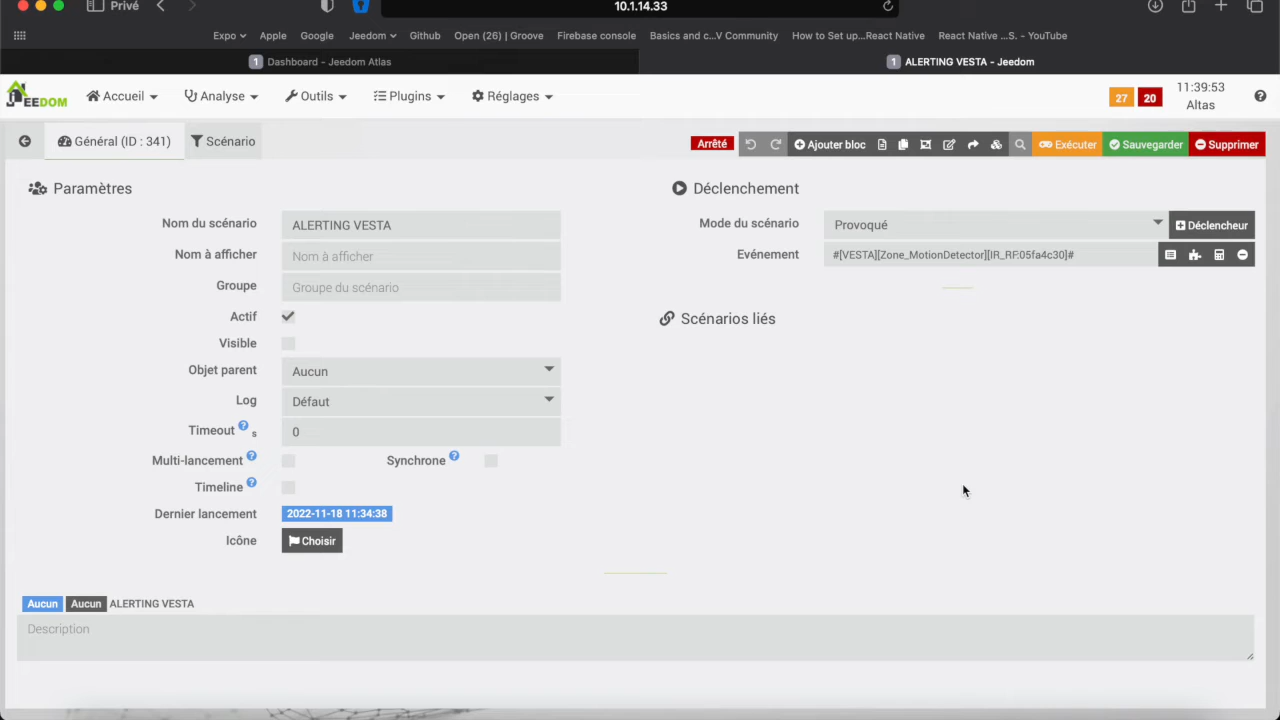 Privé
10.1.14.33
Expo Apple Google Jeedom Github Open (26) | Groove Firebase console Basics and c...V Community How to Set up...React Native React Native ...S. - YouTube
1 Dashboard - Jeedom Atlas
1 ALERTING VESTA - Jeedom
JEEDOM Accueil Analyse Outils Plugins Réglages 27 20 11:39:53
Altas
Général (ID : 341) Scénario Arrêté Ajouter bloc Exécuter Sauvegarder Supprimer
Paramètres
Nom du scénario ALERTING VESTA
Nom à afficher Nom à afficher
Groupe Groupe du scénario
Actif
Visible
Objet parent Aucun
Log Défaut
Timeout s 0
Multi-lancement Synchrone
Timeline
Dernier lancement 2022-11-18 11:34:38
Icône Choisir
Déclenchement
Mode du scénario Provoqué Déclencheur
Evénement #[VESTA][Zone_MotionDetector][IR_RF:05fa4c30]#
Scénarios liés
Aucun Aucun ALERTING VESTA
Description